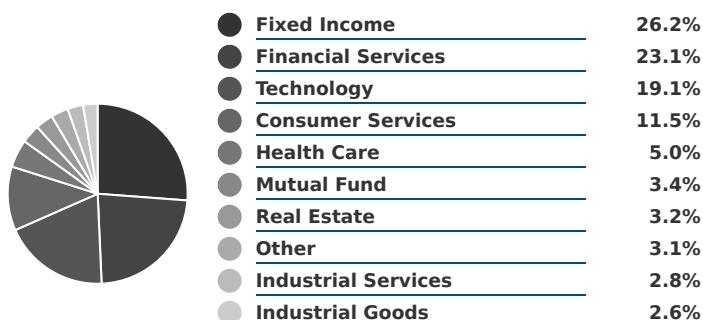 Fixed Income 26.2%
Financial Services 23.1%
Technology 19.1%
Consumer Services 11.5%
Health Care 5.0%
Mutual Fund 3.4%
Real Estate 3.2%
Other 3.1%
Industrial Services 2.8%
Industrial Goods 2.6%